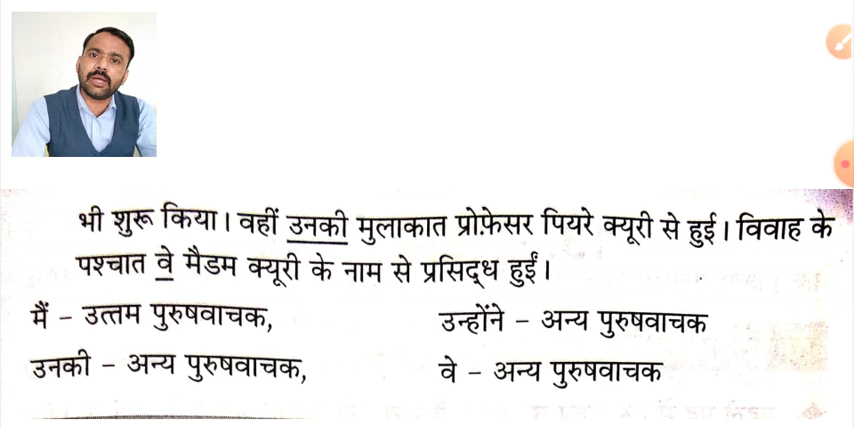 भी शुरू किया। वहीं उनकी मुलाकात प्रोफ़ेसर पियरे क्यूरी से हुई। विवाह के
पश्चात वे मैडम क्यूरी के नाम से प्रसिद्ध हुईं।
मैं – उत्तम पुरुषवाचक, उन्होंने – अन्य पुरुषवाचक
उनकी – अन्य पुरुषवाचक, वे – अन्य पुरुषवाचक